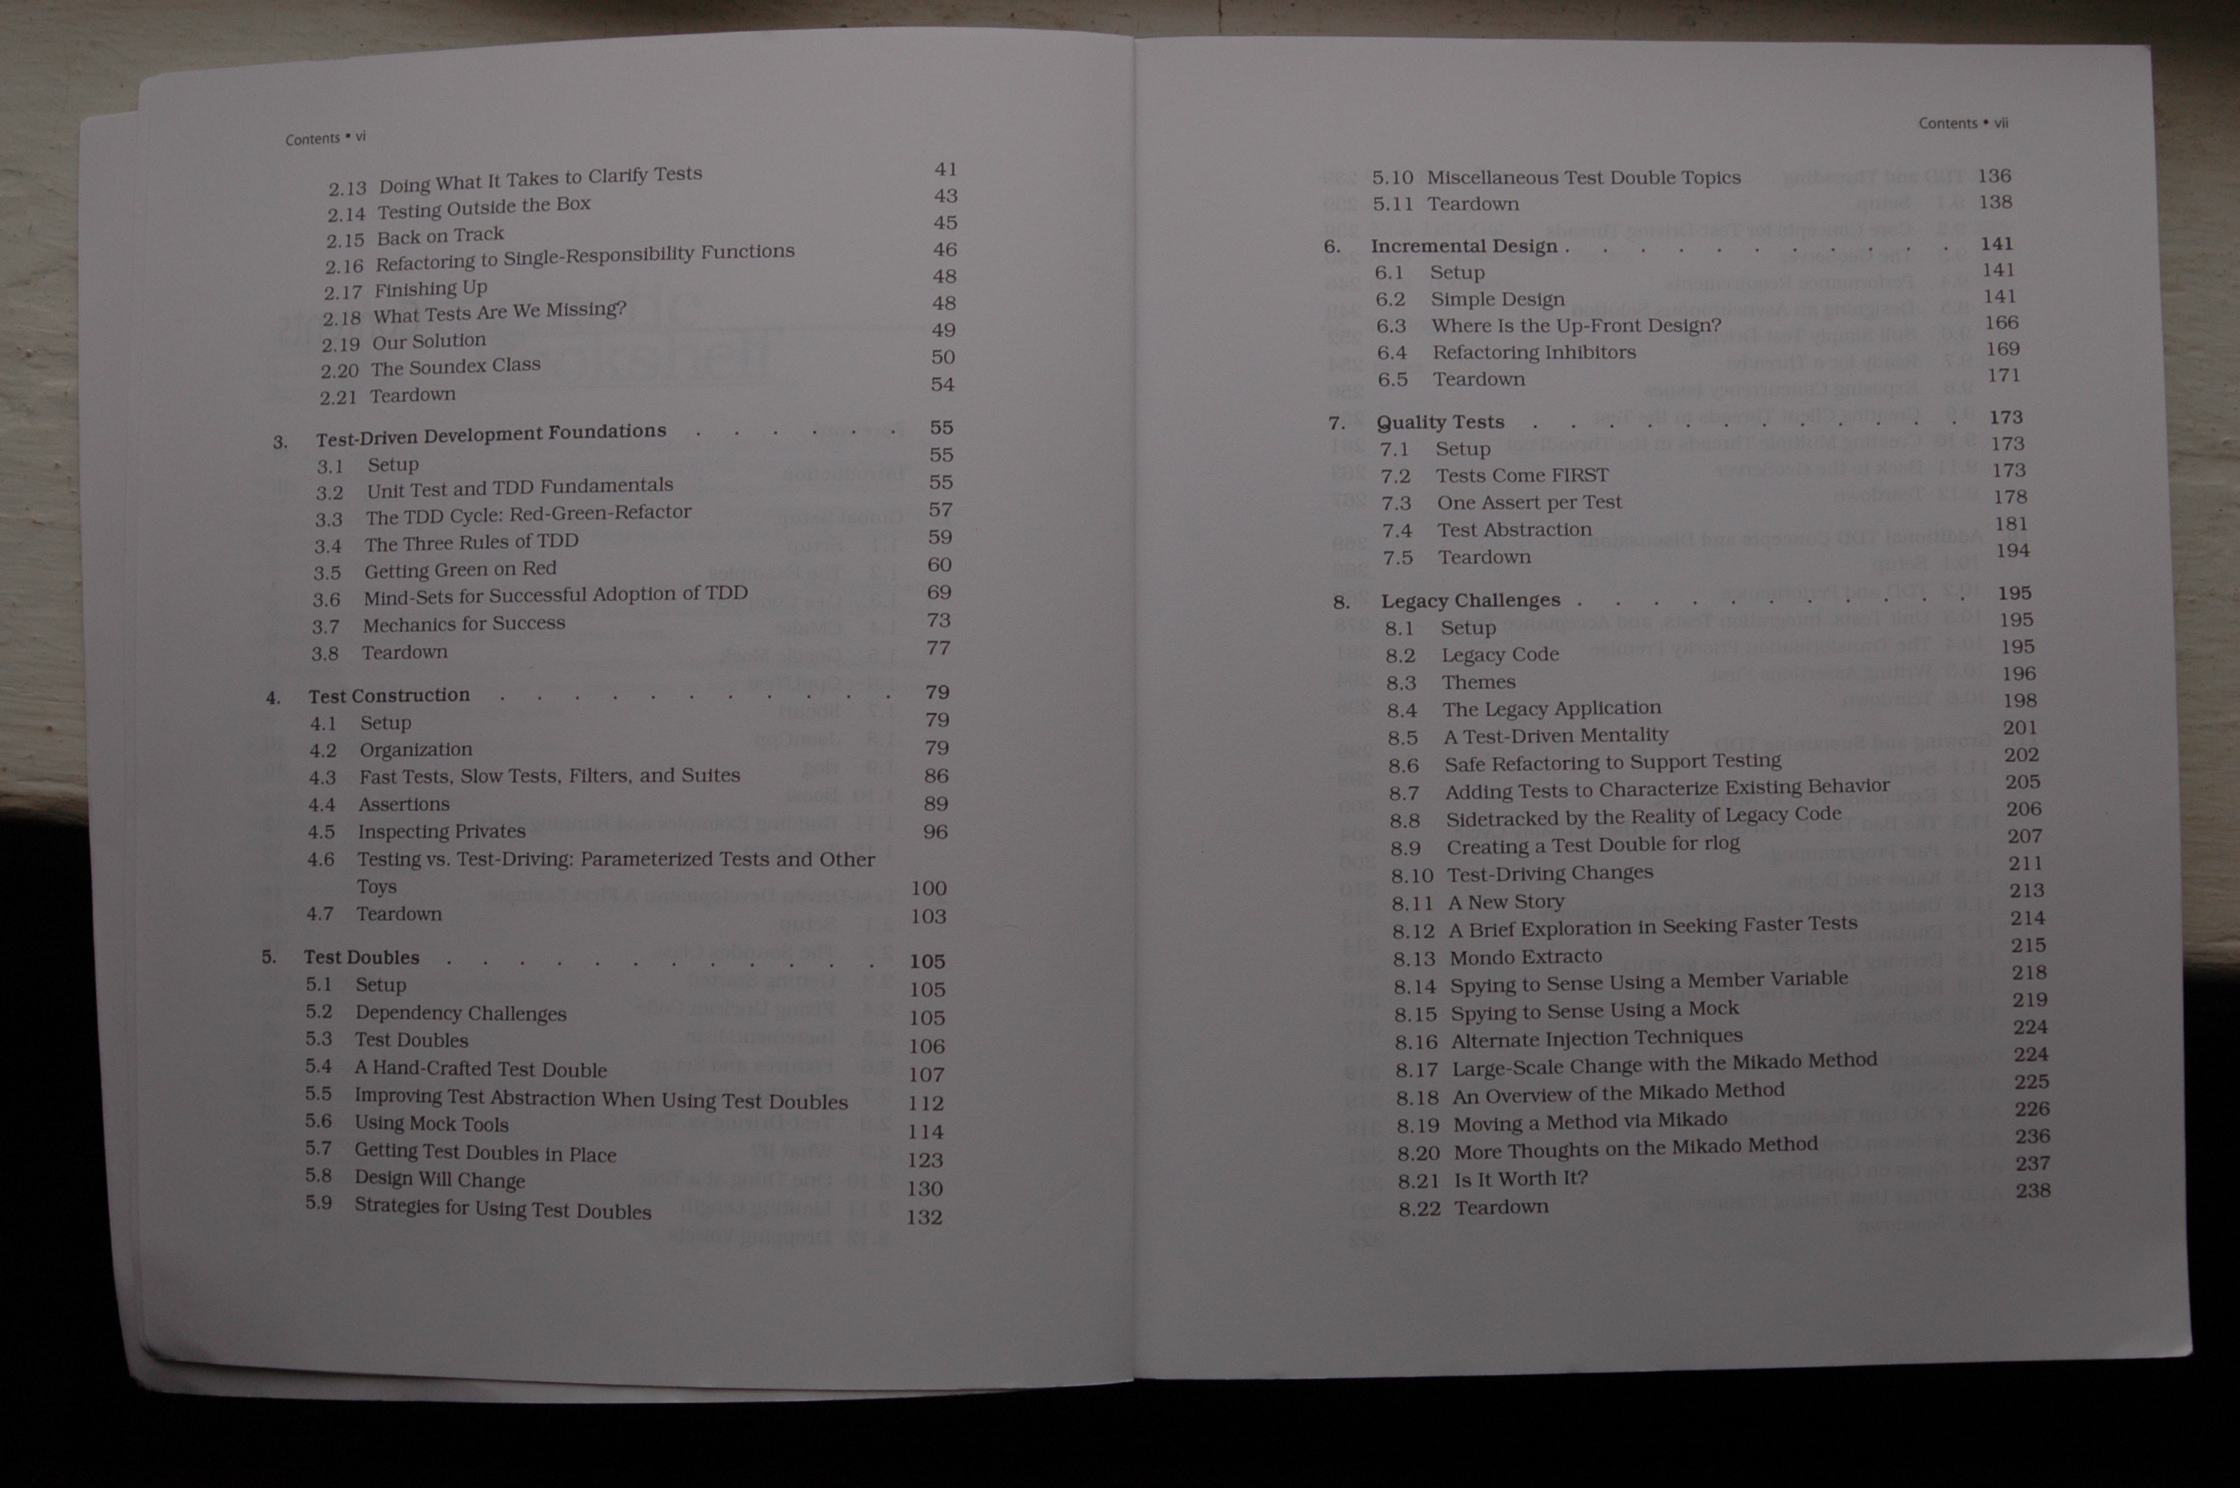 Contents • vi
2.13 Doing What It Takes to Clarify Tests 41
2.14 Testing Outside the Box 43
2.15 Back on Track 45
2.16 Refactoring to Single-Responsibility Functions 46
2.17 Finishing Up 48
2.18 What Tests Are We Missing? 48
2.19 Our Solution 49
2.20 The Soundex Class 50
2.21 Teardown 54
3. Test-Driven Development Foundations . . . . . . 55
3.1 Setup 55
3.2 Unit Test and TDD Fundamentals 55
3.3 The TDD Cycle: Red-Green-Refactor 57
3.4 The Three Rules of TDD 59
3.5 Getting Green on Red 60
3.6 Mind-Sets for Successful Adoption of TDD 69
3.7 Mechanics for Success 73
3.8 Teardown 77
4. Test Construction . . . . . . . . . . . 79
4.1 Setup 79
4.2 Organization 79
4.3 Fast Tests, Slow Tests, Filters, and Suites 86
4.4 Assertions 89
4.5 Inspecting Privates 96
4.6 Testing vs. Test-Driving: Parameterized Tests and Other
Toys 100
4.7 Teardown 103
5. Test Doubles . . . . . . . . . . . . 105
5.1 Setup 105
5.2 Dependency Challenges 105
5.3 Test Doubles 106
5.4 A Hand-Crafted Test Double 107
5.5 Improving Test Abstraction When Using Test Doubles 112
5.6 Using Mock Tools 114
5.7 Getting Test Doubles in Place 123
5.8 Design Will Change 130
5.9 Strategies for Using Test Doubles 132
Contents • vii
5.10 Miscellaneous Test Double Topics 136
5.11 Teardown 138
6. Incremental Design . . . . . . . . . . . 141
6.1 Setup 141
6.2 Simple Design 141
6.3 Where Is the Up-Front Design? 166
6.4 Refactoring Inhibitors 169
6.5 Teardown 171
7. Quality Tests . . . . . . . . . . . . 173
7.1 Setup 173
7.2 Tests Come FIRST 173
7.3 One Assert per Test 178
7.4 Test Abstraction 181
7.5 Teardown 194
8. Legacy Challenges . . . . . . . . . . . 195
8.1 Setup 195
8.2 Legacy Code 195
8.3 Themes 196
8.4 The Legacy Application 198
8.5 A Test-Driven Mentality 201
8.6 Safe Refactoring to Support Testing 202
8.7 Adding Tests to Characterize Existing Behavior 205
8.8 Sidetracked by the Reality of Legacy Code 206
8.9 Creating a Test Double for rlog 207
8.10 Test-Driving Changes 211
8.11 A New Story 213
8.12 A Brief Exploration in Seeking Faster Tests 214
8.13 Mondo Extracto 215
8.14 Spying to Sense Using a Member Variable 218
8.15 Spying to Sense Using a Mock 219
8.16 Alternate Injection Techniques 224
8.17 Large-Scale Change with the Mikado Method 224
8.18 An Overview of the Mikado Method 225
8.19 Moving a Method via Mikado 226
8.20 More Thoughts on the Mikado Method 236
8.21 Is It Worth It? 237
8.22 Teardown 238